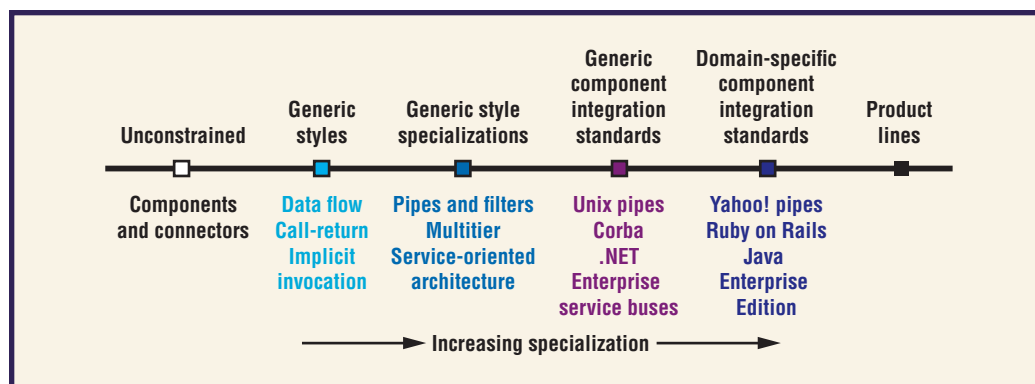 Unconstrained
Generic
styles
Generic style
specializations
Generic
component
integration
standards
Domain-specific
component
integration
standards
Product
lines
Components
and connectors
Data flow
Call-return
Implicit
invocation
Pipes and filters
Multitier
Service-oriented
architecture
Unix pipes
Corba
.NET
Enterprise
service buses
Yahoo! pipes
Ruby on Rails
Java
Enterprise
Edition
Increasing specialization